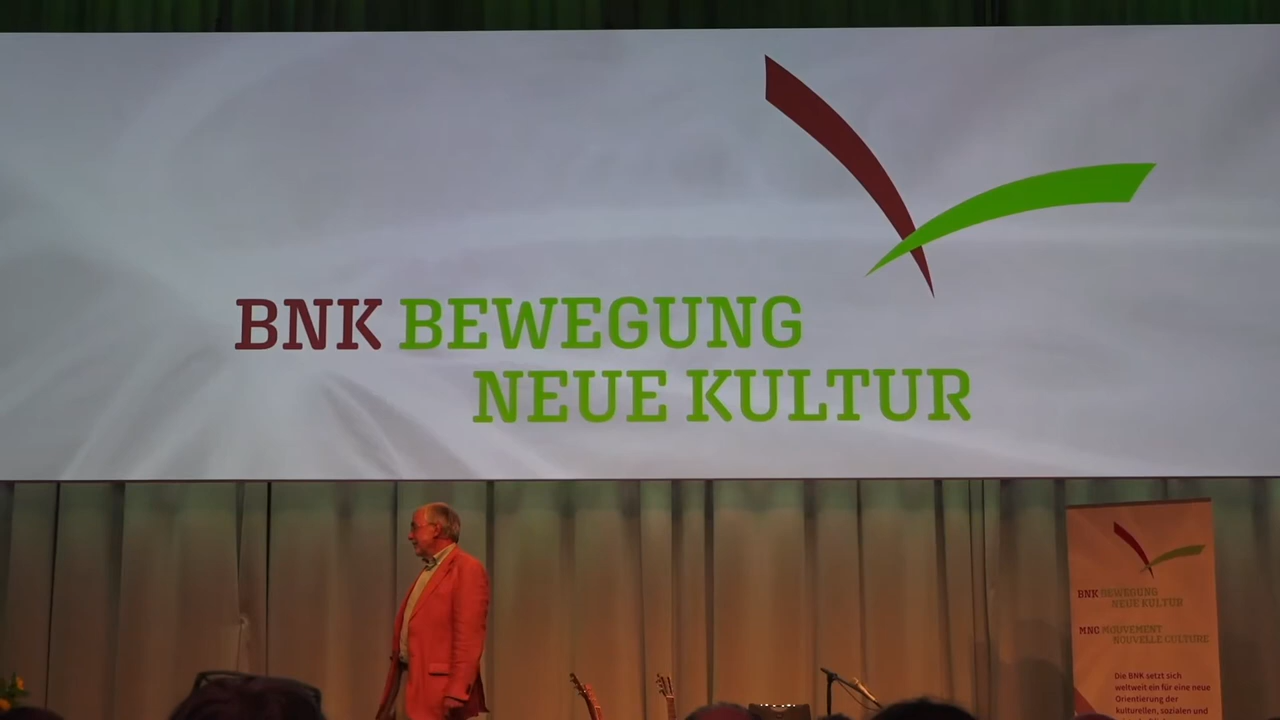 BNK BEWEGUNG
NEUE KULTUR
BNK BEWEGUNG
NEUE KULTUR
MNC MOUVEMENT
NOUVELLE CULTURE
Die BNK setzt sich
weltweit ein für eine neue
Orientierung der
kulturellen, sozialen und